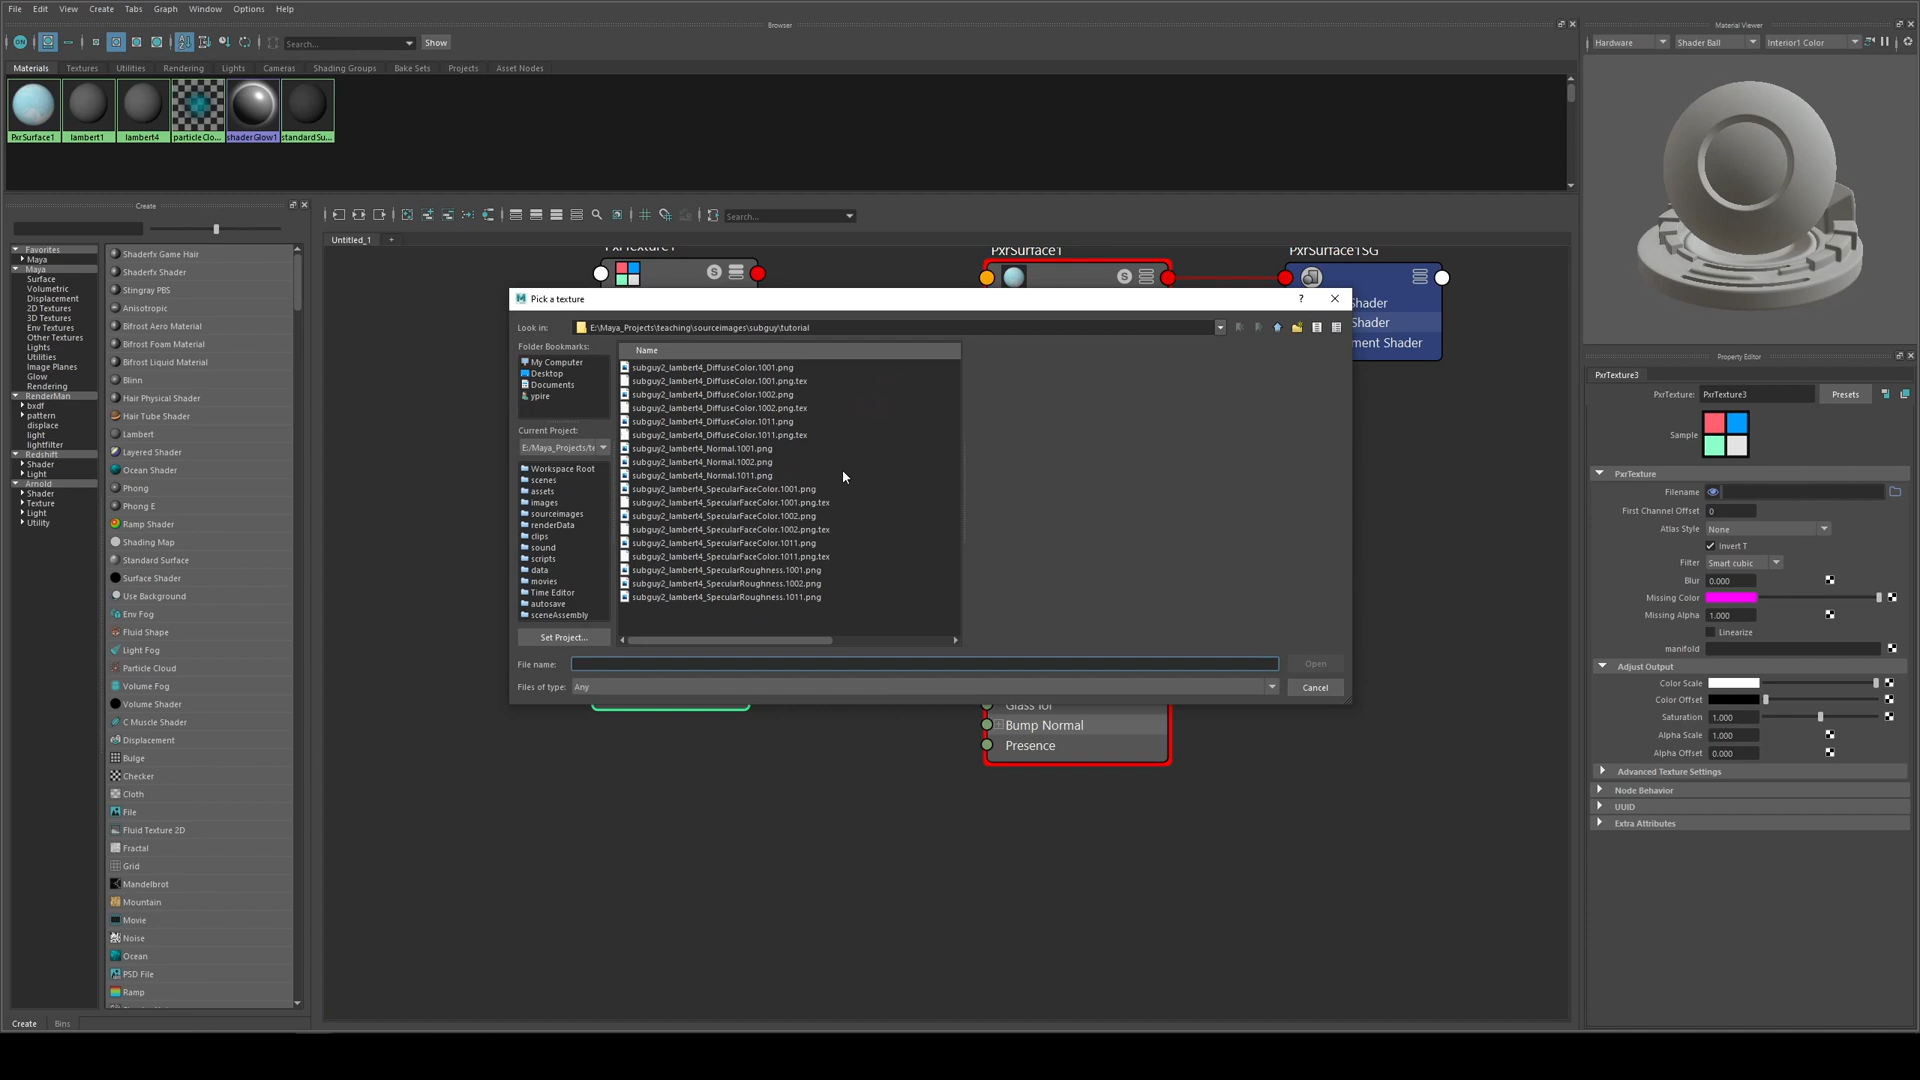 File Edit View Create Tabs Graph Window Options Help
Browser
ON Search... Show
Materials Textures Utilities Rendering Lights Cameras Shading Groups Bake Sets Projects Asset Nodes
PxrSurface1 lambert1 lambert4 particleClo... shaderGlow1 standardSu...
Material Viewer
Hardware Shader Ball Interior1 Color
Create
Favorites
Maya
Maya
Surface
Volumetric
Displacement
2D Textures
3D Textures
Env Textures
Other Textures
Lights
Utilities
Image Planes
Glow
Rendering
RenderMan
bxdf
pattern
displace
light
lightfilter
Redshift
Shader
Light
Arnold
Shader
Texture
Light
Utility
Shaderfx Game Hair
Shaderfx Shader
Stingray PBS
Anisotropic
Bifrost Aero Material
Bifrost Foam Material
Bifrost Liquid Material
Blinn
Hair Physical Shader
Hair Tube Shader
Lambert
Layered Shader
Ocean Shader
Phong
Phong E
Ramp Shader
Shading Map
Standard Surface
Surface Shader
Use Background
Env Fog
Fluid Shape
Light Fog
Particle Cloud
Volume Fog
Volume Shader
C Muscle Shader
Displacement
Bulge
Checker
Cloth
File
Fluid Texture 2D
Fractal
Grid
Mandelbrot
Mountain
Movie
Noise
Ocean
PSD File
Ramp
Create Bins
Search...
Untitled_1 +
PxrTexture1 PxrSurface1 PxrSurface1SG
S S
Shader
Shader
ment Shader
Glass Ior
Bump Normal
Presence
Pick a texture ?
Look in: E:\Maya_Projects\teaching\sourceimages\subguy\tutorial
Folder Bookmarks:
My Computer
Desktop
Documents
ypire
Current Project:
E:/Maya_Projects/te
Workspace Root
scenes
assets
images
sourceimages
renderData
clips
sound
scripts
data
movies
Time Editor
autosave
sceneAssembly
Set Project...
Name
subguy2_lambert4_DiffuseColor.1001.png
subguy2_lambert4_DiffuseColor.1001.png.tex
subguy2_lambert4_DiffuseColor.1002.png
subguy2_lambert4_DiffuseColor.1002.png.tex
subguy2_lambert4_DiffuseColor.1011.png
subguy2_lambert4_DiffuseColor.1011.png.tex
subguy2_lambert4_Normal.1001.png
subguy2_lambert4_Normal.1002.png
subguy2_lambert4_Normal.1011.png
subguy2_lambert4_SpecularFaceColor.1001.png
subguy2_lambert4_SpecularFaceColor.1001.png.tex
subguy2_lambert4_SpecularFaceColor.1002.png
subguy2_lambert4_SpecularFaceColor.1002.png.tex
subguy2_lambert4_SpecularFaceColor.1011.png
subguy2_lambert4_SpecularFaceColor.1011.png.tex
subguy2_lambert4_SpecularRoughness.1001.png
subguy2_lambert4_SpecularRoughness.1002.png
subguy2_lambert4_SpecularRoughness.1011.png
File name: Open
Files of type: Any Cancel
Property Editor
PxrTexture3
PxrTexture: PxrTexture3 Presets
Sample
PxrTexture
Filename
First Channel Offset 0
Atlas Style None
Invert T
Filter Smart cubic
Blur 0.000
Missing Color
Missing Alpha 1.000
Linearize
manifold
Adjust Output
Color Scale
Color Offset
Saturation 1.000
Alpha Scale 1.000
Alpha Offset 0.000
Advanced Texture Settings
Node Behavior
UUID
Extra Attributes